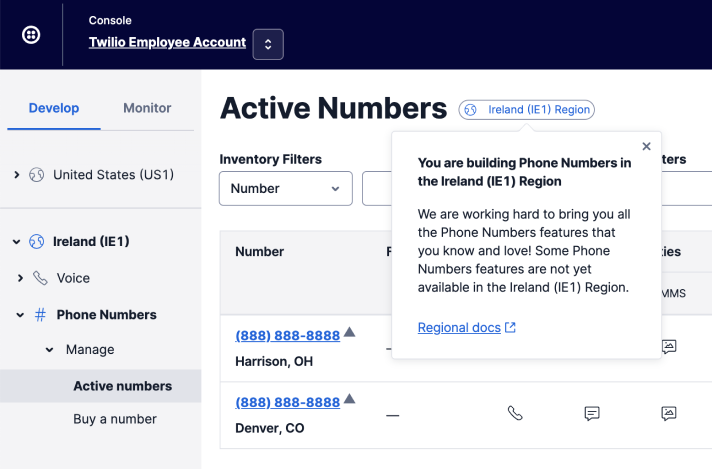 Console
Twilio Employee Account
Develop
Monitor
United States (US1)
Ireland (IE1)
Voice
# Phone Numbers
Manage
Active numbers
Buy a number
Active Numbers
Ireland (IE1) Region
Inventory Filters
Number
You are building Phone Numbers in
the Ireland (IE1) Region
We are working hard to bring you all
the Phone Numbers features that
you know and love! Some Phone
Numbers features are not yet
available in the Ireland (IE1) Region.
Regional docs
Number
MMS
(888) 888-8888
—
Harrison, OH
(888) 888-8888
—
Denver, CO